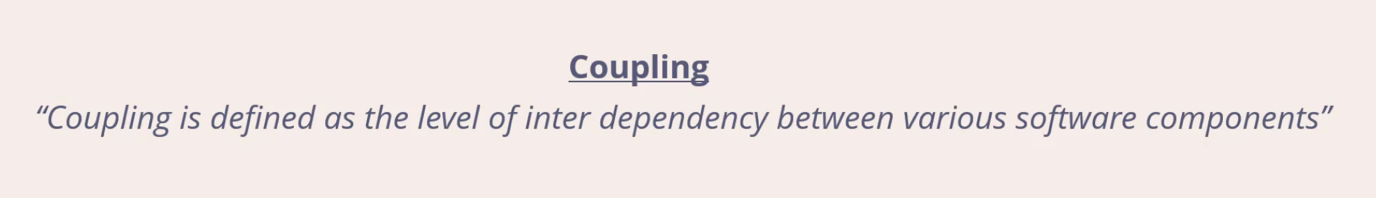 Coupling
“Coupling is defined as the level of inter dependency between various software components”